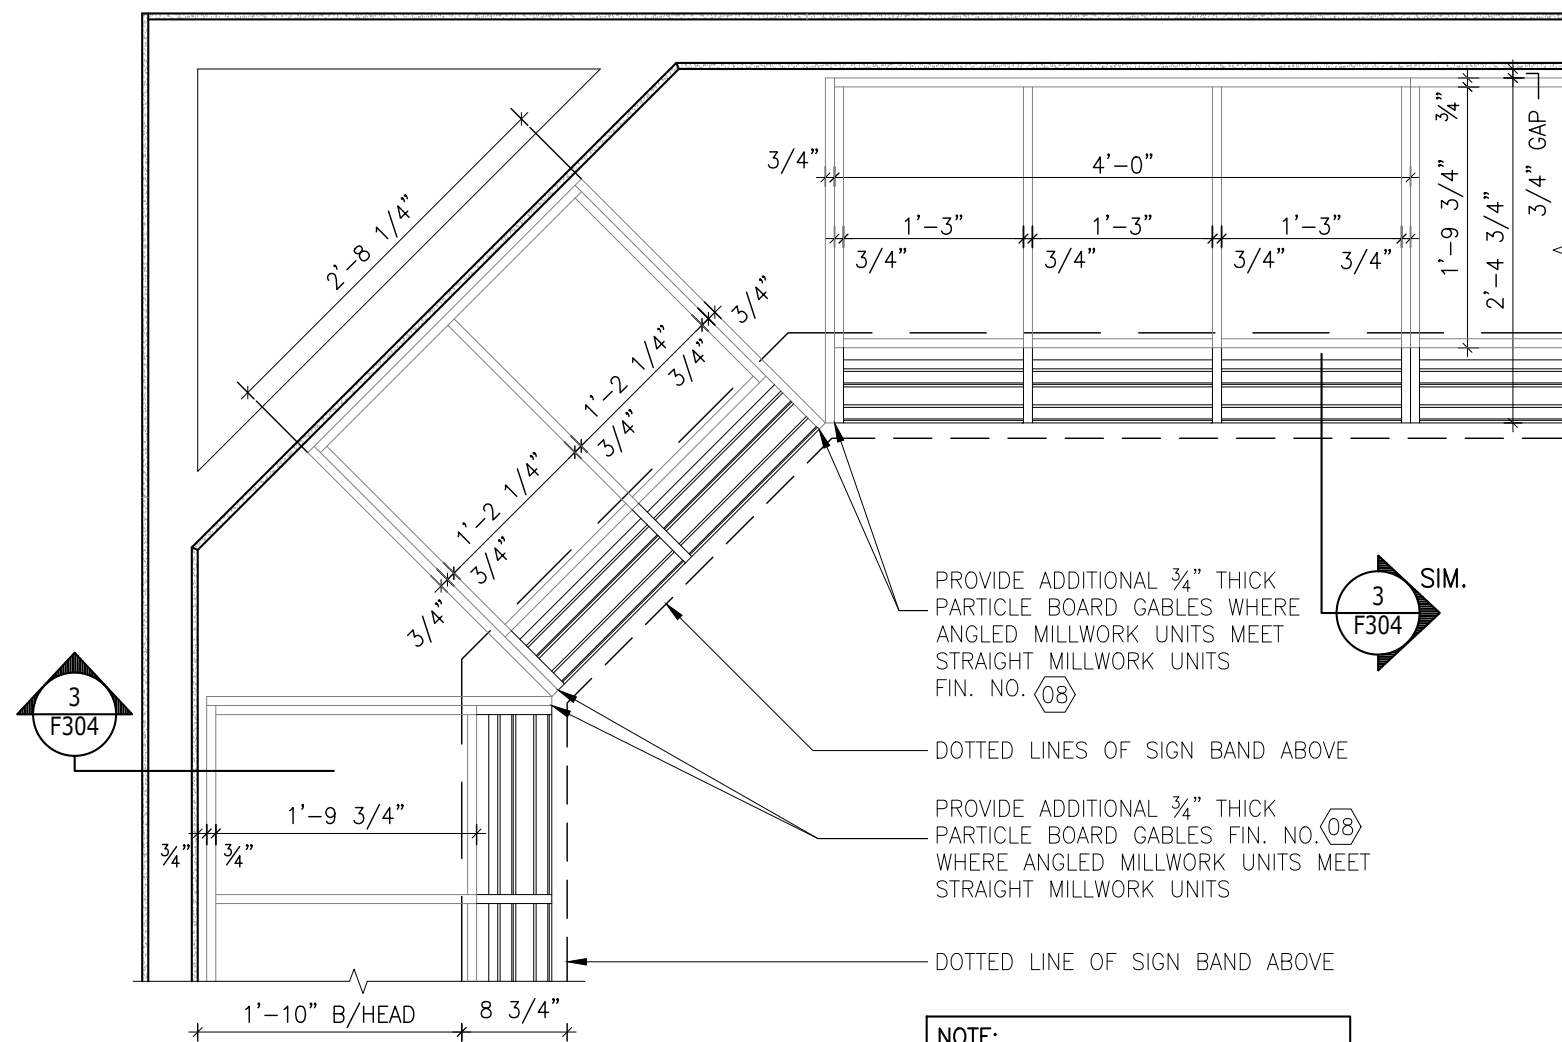 3/4"
4'-0"
1'-3"
1'-3"
1'-3"
3/4"
3/4"
3/4"
3/4"
¾"
1'-9 3/4"
2'-4 3/4"
3/4" GAP
2'-8 1/4"
3/4"
1'-2 1/4"
3/4"
3/4"
1'-2 1/4"
3/4"
3/4"
PROVIDE ADDITIONAL ¾" THICK
PARTICLE BOARD GABLES WHERE
ANGLED MILLWORK UNITS MEET
STRAIGHT MILLWORK UNITS
FIN. NO. 08
3
F304
SIM.
3
F304
DOTTED LINES OF SIGN BAND ABOVE
PROVIDE ADDITIONAL ¾" THICK
PARTICLE BOARD GABLES FIN. NO. 08
WHERE ANGLED MILLWORK UNITS MEET
STRAIGHT MILLWORK UNITS
1'-9 3/4"
¾"
¾"
DOTTED LINE OF SIGN BAND ABOVE
1'-10" B/HEAD
8 3/4"
NOTE: